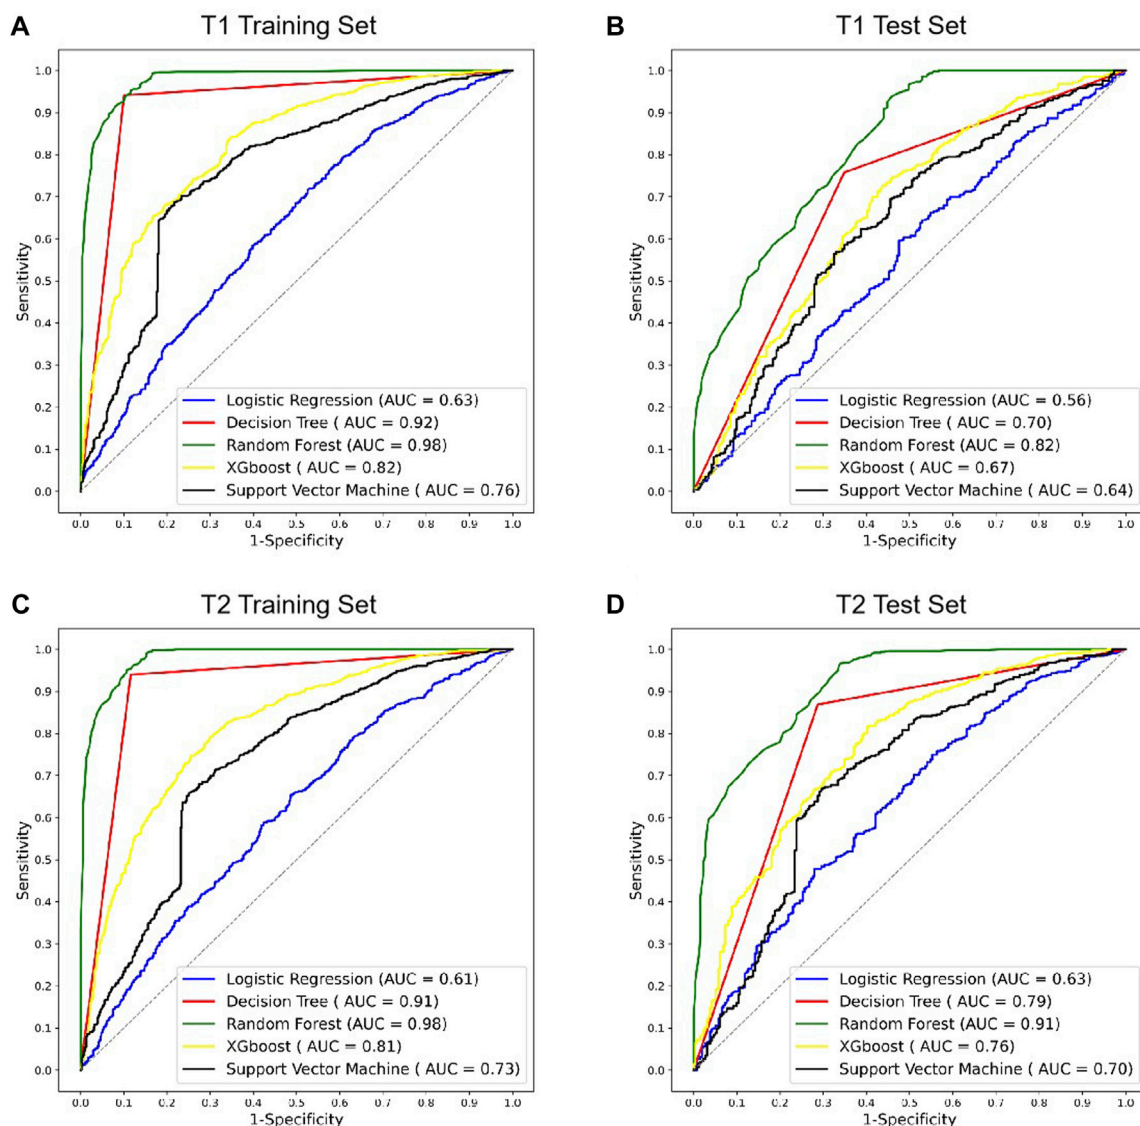 A
T1 Training Set
Sensitivity
1.0
0.9
0.8
0.7
0.6
0.5
0.4
0.3
0.2
0.1
0.0
Logistic Regression (AUC = 0.63)
Decision Tree ( AUC = 0.92)
Random Forest (AUC = 0.98)
XGboost ( AUC = 0.82)
Support Vector Machine ( AUC = 0.76)
0.0 0.1 0.2 0.3 0.4 0.5 0.6 0.7 0.8 0.9 1.0
1-Specificity
B
T1 Test Set
Sensitivity
1.0
0.9
0.8
0.7
0.6
0.5
0.4
0.3
0.2
0.1
0.0
Logistic Regression (AUC = 0.56)
Decision Tree ( AUC = 0.70)
Random Forest (AUC = 0.82)
XGboost ( AUC = 0.67)
Support Vector Machine ( AUC = 0.64)
0.0 0.1 0.2 0.3 0.4 0.5 0.6 0.7 0.8 0.9 1.0
1-Specificity
C
T2 Training Set
Sensitivity
1.0
0.9
0.8
0.7
0.6
0.5
0.4
0.3
0.2
0.1
0.0
Logistic Regression (AUC = 0.61)
Decision Tree ( AUC = 0.91)
Random Forest (AUC = 0.98)
XGboost ( AUC = 0.81)
Support Vector Machine ( AUC = 0.73)
0.0 0.1 0.2 0.3 0.4 0.5 0.6 0.7 0.8 0.9 1.0
1-Specificity
D
T2 Test Set
Sensitivity
1.0
0.9
0.8
0.7
0.6
0.5
0.4
0.3
0.2
0.1
0.0
Logistic Regression (AUC = 0.63)
Decision Tree ( AUC = 0.79)
Random Forest (AUC = 0.91)
XGboost ( AUC = 0.76)
Support Vector Machine ( AUC = 0.70)
0.0 0.1 0.2 0.3 0.4 0.5 0.6 0.7 0.8 0.9 1.0
1-Specificity